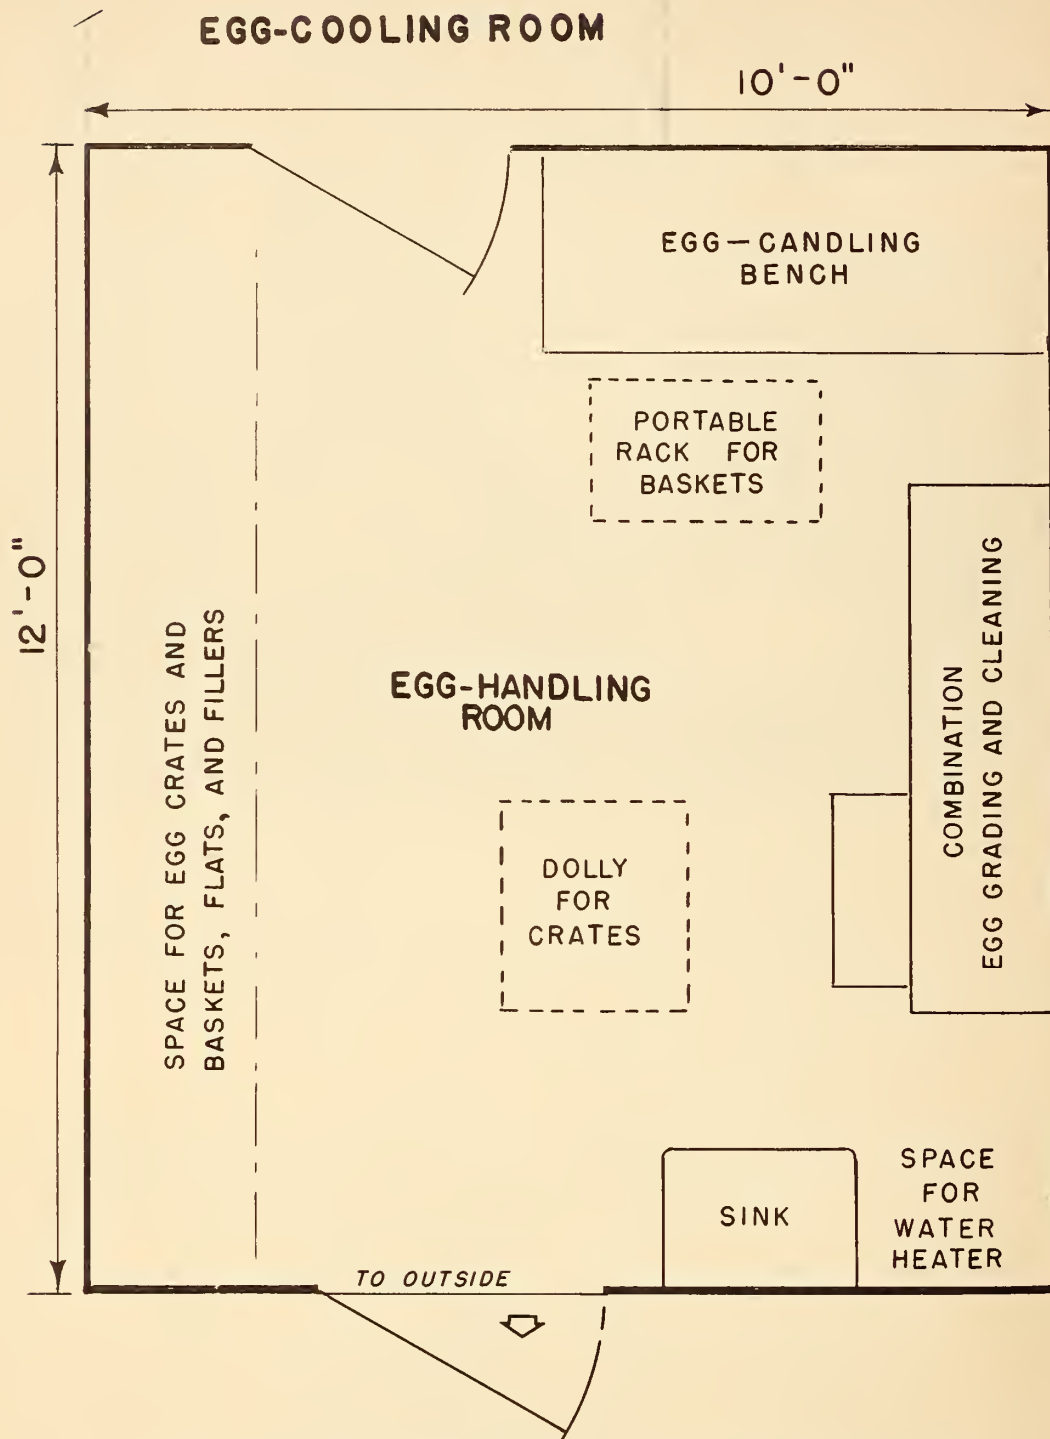 EGG-COOLING ROOM
10'-0"
EGG—CANDLING
BENCH
PORTABLE
RACK FOR
BASKETS
12'-0"
SPACE FOR EGG CRATES AND
BASKETS, FLATS, AND FILLERS
EGG-HANDLING
ROOM
COMBINATION
EGG GRADING AND CLEANING
DOLLY
FOR
CRATES
SINK
SPACE
FOR
WATER
HEATER
TO OUTSIDE